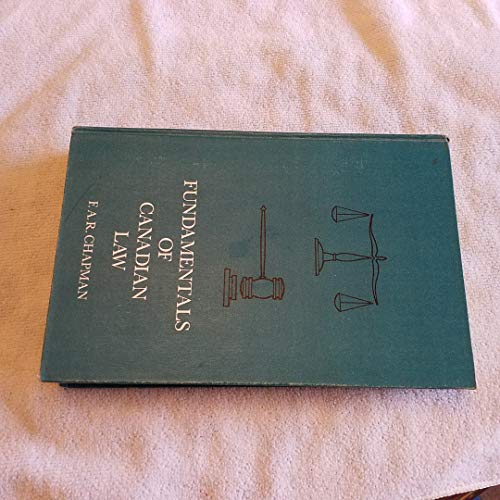 FUNDAMENTALS
OF
CANADIAN
LAW
F. A. R. CHAPMAN